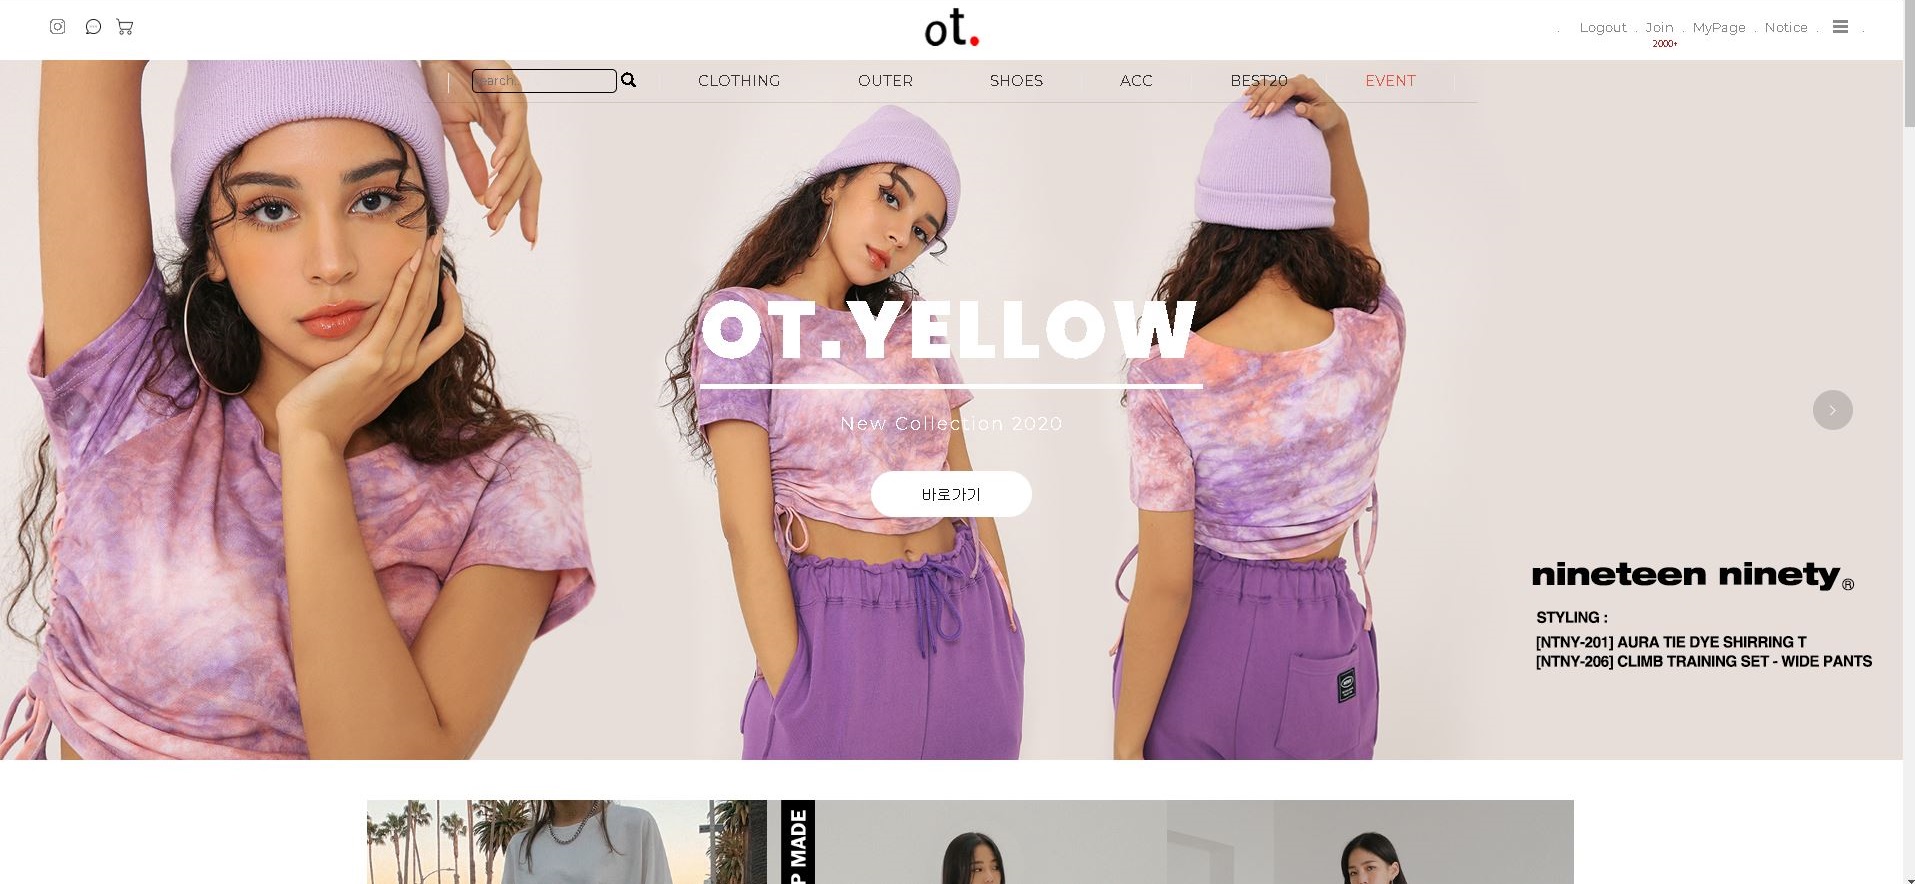 ot.
Logout . Join . MyPage . Notice
2000+
Search.
CLOTHING
OUTER
SHOES
ACC
BEST20
EVENT
OT.YELLOW
New Collection 2020
바로가기
nineteen ninety®
STYLING :
[NTNY-201] AURA TIE DYE SHIRRING T
[NTNY-206] CLIMB TRAINING SET - WIDE PANTS
P MADE